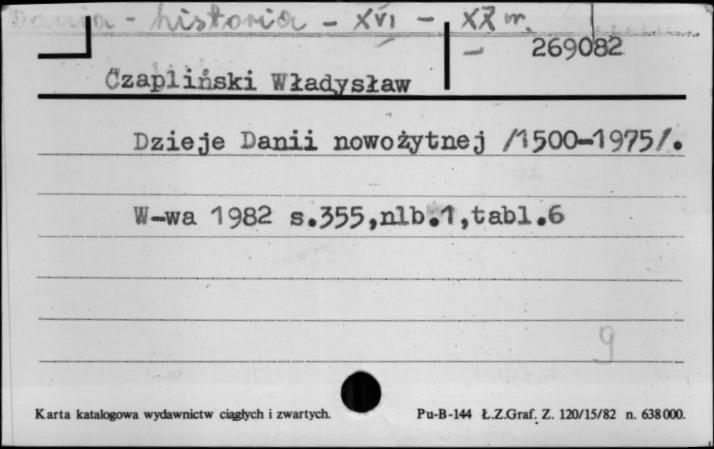 Dania - historia - XVI - XX w.
269082
Czapliński Władysław
Dzieje Danii nowożytnej /1500-1975/.
W-wa 1982 s.355,nlb.1,tabl.6
9
Karta katalogowa wydawnictw ciągłych i zwartych. Pu-B-144 Ł.Z.Graf. Z. 120/15/82 n. 638000.